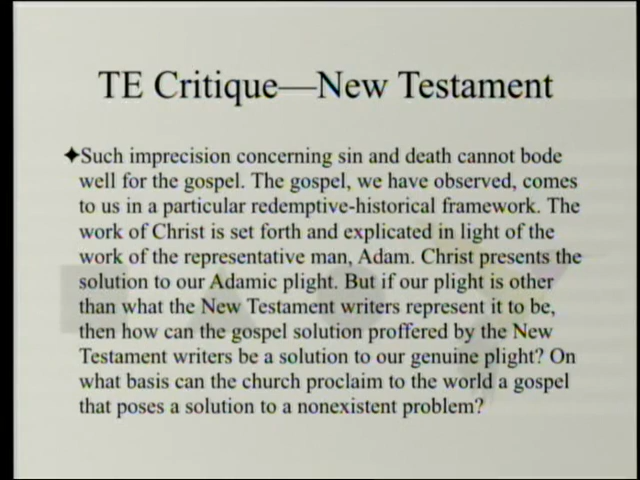 TE Critique—New Testament
✦Such imprecision concerning sin and death cannot bode
well for the gospel. The gospel, we have observed, comes
to us in a particular redemptive-historical framework. The
work of Christ is set forth and explicated in light of the
work of the representative man, Adam. Christ presents the
solution to our Adamic plight. But if our plight is other
than what the New Testament writers represent it to be,
then how can the gospel solution proffered by the New
Testament writers be a solution to our genuine plight? On
what basis can the church proclaim to the world a gospel
that poses a solution to a nonexistent problem?